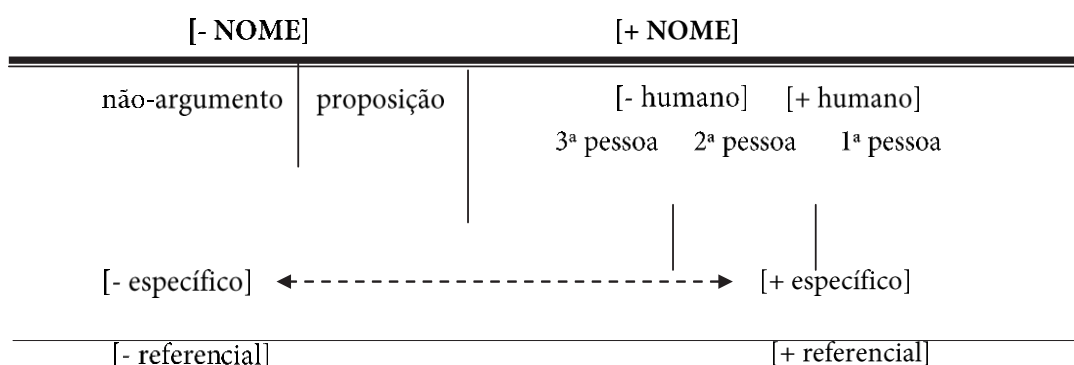 [- NOME] [+ NOME]
não-argumento proposição [- humano] [+ humano]
3ª pessoa 2ª pessoa 1ª pessoa
[- específico] [+ específico]
[- referencial] [+ referencial]